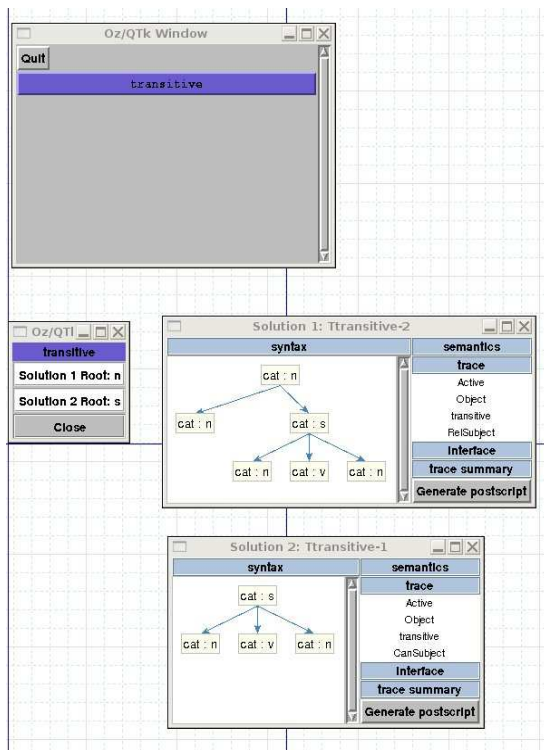 Oz/QTk Window
Quit
transitive
Oz/QTl
transitive
Solution 1 Root: n
Solution 2 Root: s
Close
Solution 1: Ttransitive-2
syntax
semantics
trace
cat : n
Active
Object
cat : n
cat : s
transitive
RelSubject
Interface
cat : n
cat : v
cat : n
trace summary
Generate postscript
Solution 2: Ttransitive-1
syntax
semantics
trace
cat : s
Active
Object
cat : n
cat : v
cat : n
transitive
CanSubject
Interface
trace summary
Generate postscript